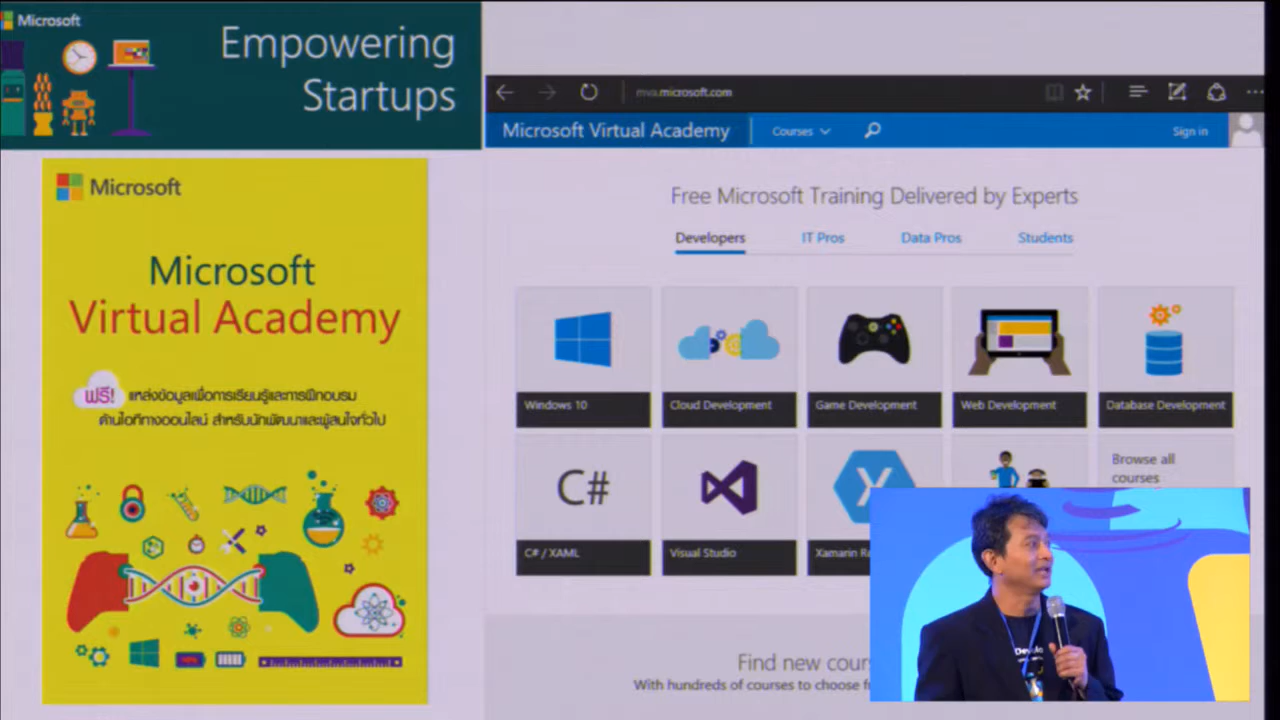 Microsoft
Empowering
Startups
Microsoft
Microsoft
Virtual Academy
ฟรี! แหล่งข้อมูลเพื่อการเรียนรู้และการฝึกอบรม
ด้านไอทีทางออนไลน์ สำหรับนักพัฒนาและผู้สนใจทั่วไป
mva.microsoft.com
Microsoft Virtual Academy
Courses
Sign in
Free Microsoft Training Delivered by Experts
Developers IT Pros Data Pros Students
Windows 10
Cloud Development
Game Development
Web Development
Database Development
C#
Browse all
courses
C# / XAML
Visual Studio
Xamarin
Find new
With hundreds of courses to choose